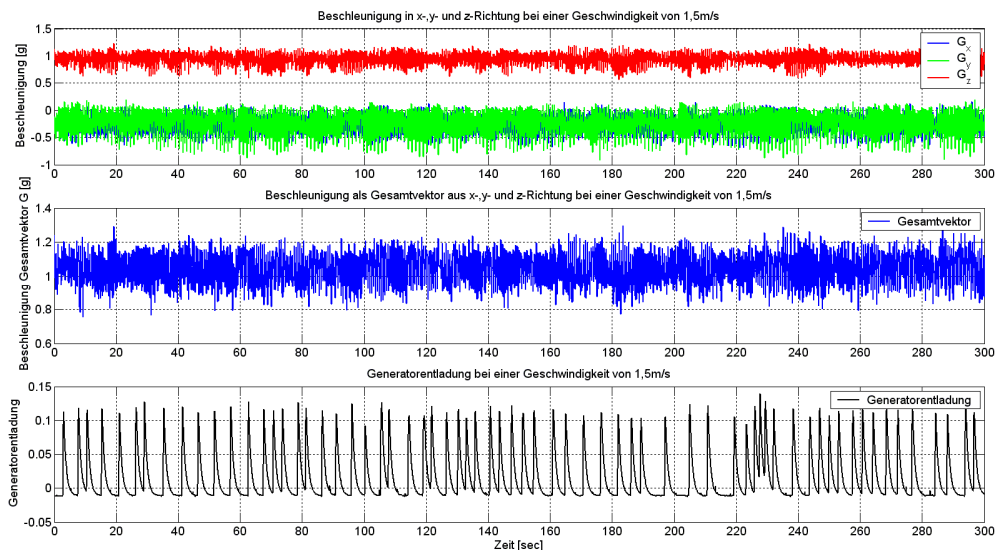 Beschleunigung in x-,y- und z-Richtung bei einer Geschwindigkeit von 1,5m/s
Beschleunigung [g]
1.5
1
0.5
0
-0.5
-1
0 20 40 60 80 100 120 140 160 180 200 220 240 260 280 300
Gx
Gy
Gz
Beschleunigung als Gesamtvektor aus x-,y- und z-Richtung bei einer Geschwindigkeit von 1,5m/s
Beschleunigung Gesamtvektor G [g]
1.4
1.2
1
0.8
0.6
0 20 40 60 80 100 120 140 160 180 200 220 240 260 280 300
Gesamtvektor
Generatorentladung bei einer Geschwindigkeit von 1,5m/s
Generatorentladung
0.15
0.1
0.05
0
-0.05
0 20 40 60 80 100 120 140 160 180 200 220 240 260 280 300
Generatorentladung
Zeit [sec]